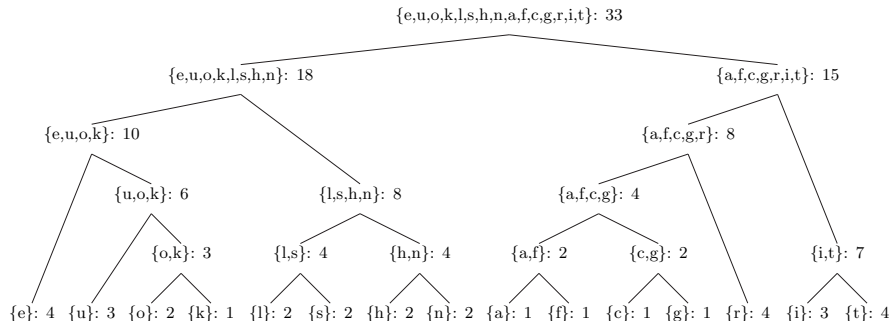 {e,u,o,k,l,s,h,n,a,f,c,g,r,i,t}: 33
{e,u,o,k,l,s,h,n}: 18 {a,f,c,g,r,i,t}: 15
{e,u,o,k}: 10 {a,f,c,g,r}: 8
{u,o,k}: 6 {l,s,h,n}: 8 {a,f,c,g}: 4
{o,k}: 3 {l,s}: 4 {h,n}: 4 {a,f}: 2 {c,g}: 2 {i,t}: 7
{e}: 4 {u}: 3 {o}: 2 {k}: 1 {l}: 2 {s}: 2 {h}: 2 {n}: 2 {a}: 1 {f}: 1 {c}: 1 {g}: 1 {r}: 4 {i}: 3 {t}: 4